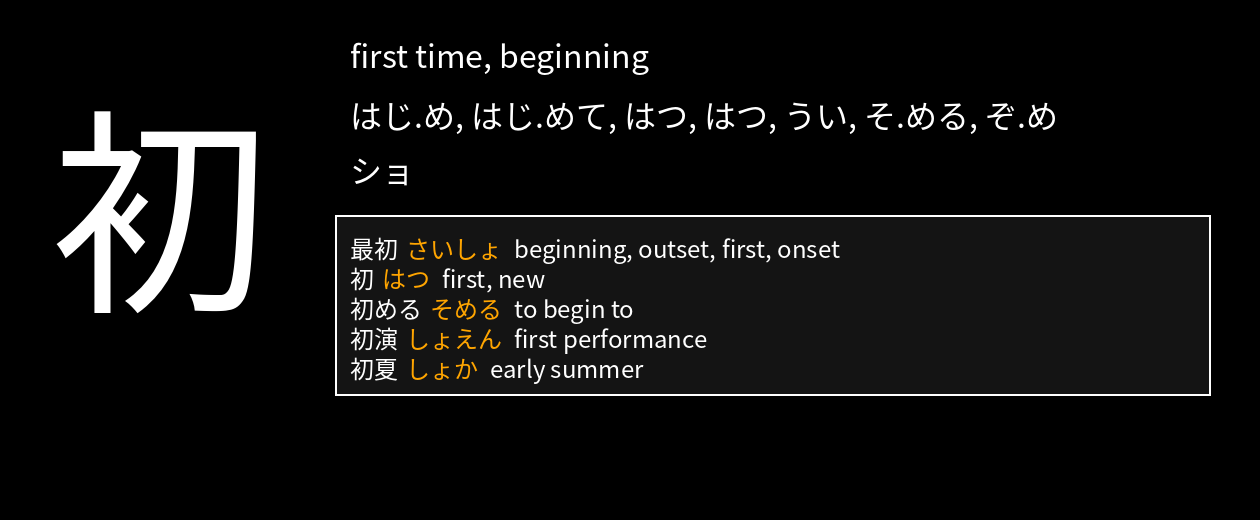 初
first time, beginning
はじ.め, はじ.めて, はつ, はつ, うい, そ.める, ぞ.め
ショ
最初 さいしょ beginning, outset, first, onset
初 はつ first, new
初める そめる to begin to
初演 しょえん first performance
初夏 しょか early summer